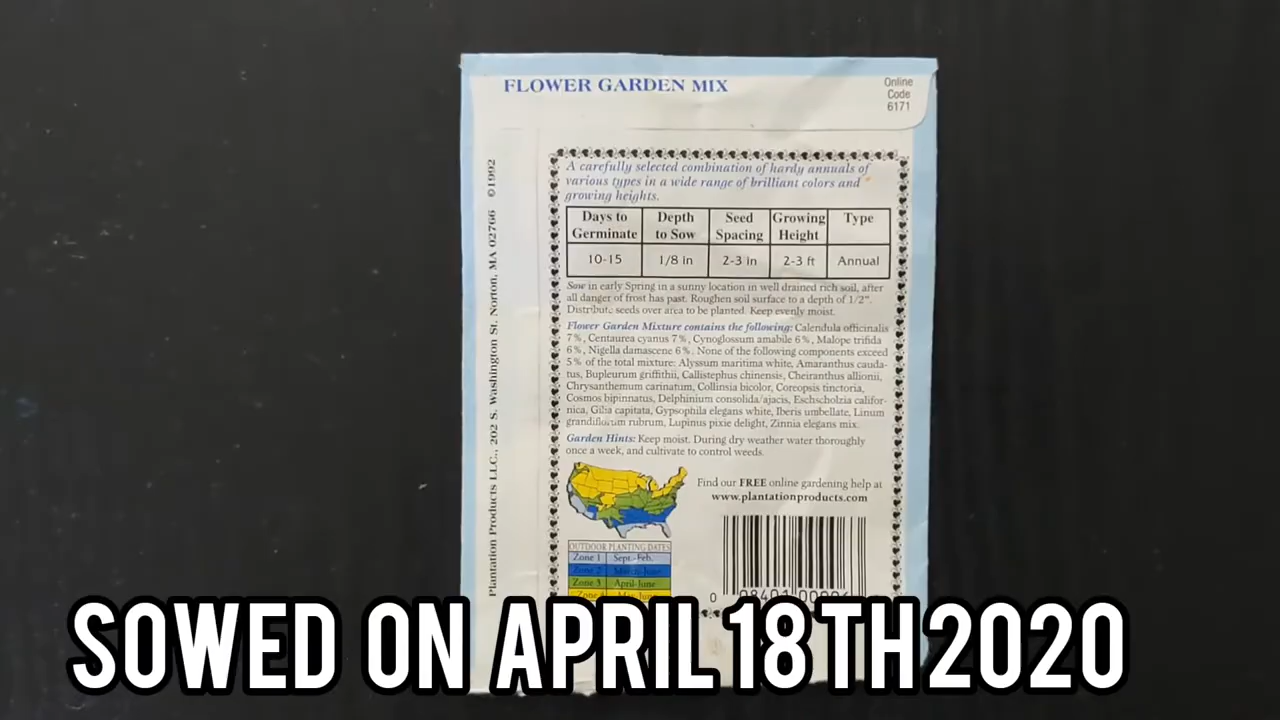 FLOWER GARDEN MIX
Online
Code
6171
Plantation Products LLC., 202 S. Washington St. Norton, MA 02766 ©1992
A carefully selected combination of hardy annuals of
various types in a wide range of brilliant colors and
growing heights.
Days to Germinate Depth to Sow Seed Spacing Growing Height Type
10-15 1/8 in 2-3 in 2-3 ft Annual
Sow in early Spring in a sunny location in well drained rich soil, after
all danger of frost has past. Roughen soil surface to a depth of 1/2".
Distribute seeds over area to be planted. Keep evenly moist.
Flower Garden Mixture contains the following: Calendula officinalis
7%, Centaurea cyanus 7%, Cynoglossum amabile 6%, Malope trifida
6%, Nigella damascene 6%. None of the following components exceed
5% of the total mixture: Alyssum maritima white, Amaranthus cauda-
tus, Bupleurum griffithii, Callistephus chinensis, Cheiranthus allionii,
Chrysanthemum carinatum, Collinsia bicolor, Coreopsis tinctoria,
Cosmos bipinnatus, Delphinium consolida/ajacis, Eschscholzia califor-
nica, Gilia capitata, Gypsophila elegans white, Iberis umbellate, Linum
grandiflorum rubrum, Lupinus pixie delight, Zinnia elegans mix.
Garden Hints: Keep moist. During dry weather water thoroughly
once a week, and cultivate to control weeds.
Find our FREE online gardening help at
www.plantationproducts.com
OUTDOOR PLANTING DATES
Zone 1 Sept.-Feb.
Zone 2 March-June
Zone 3 April-June
0
SOWED ON APRIL 18TH 2020